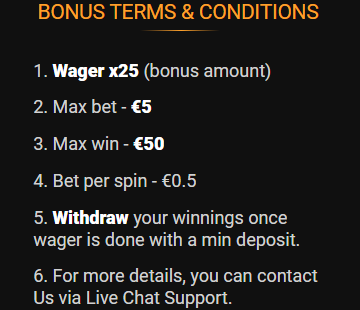 BONUS TERMS & CONDITIONS
1. Wager x25 (bonus amount)
2. Max bet - €5
3. Max win - €50
4. Bet per spin - €0.5
5. Withdraw your winnings once
wager is done with a min deposit.
6. For more details, you can contact
Us via Live Chat Support.